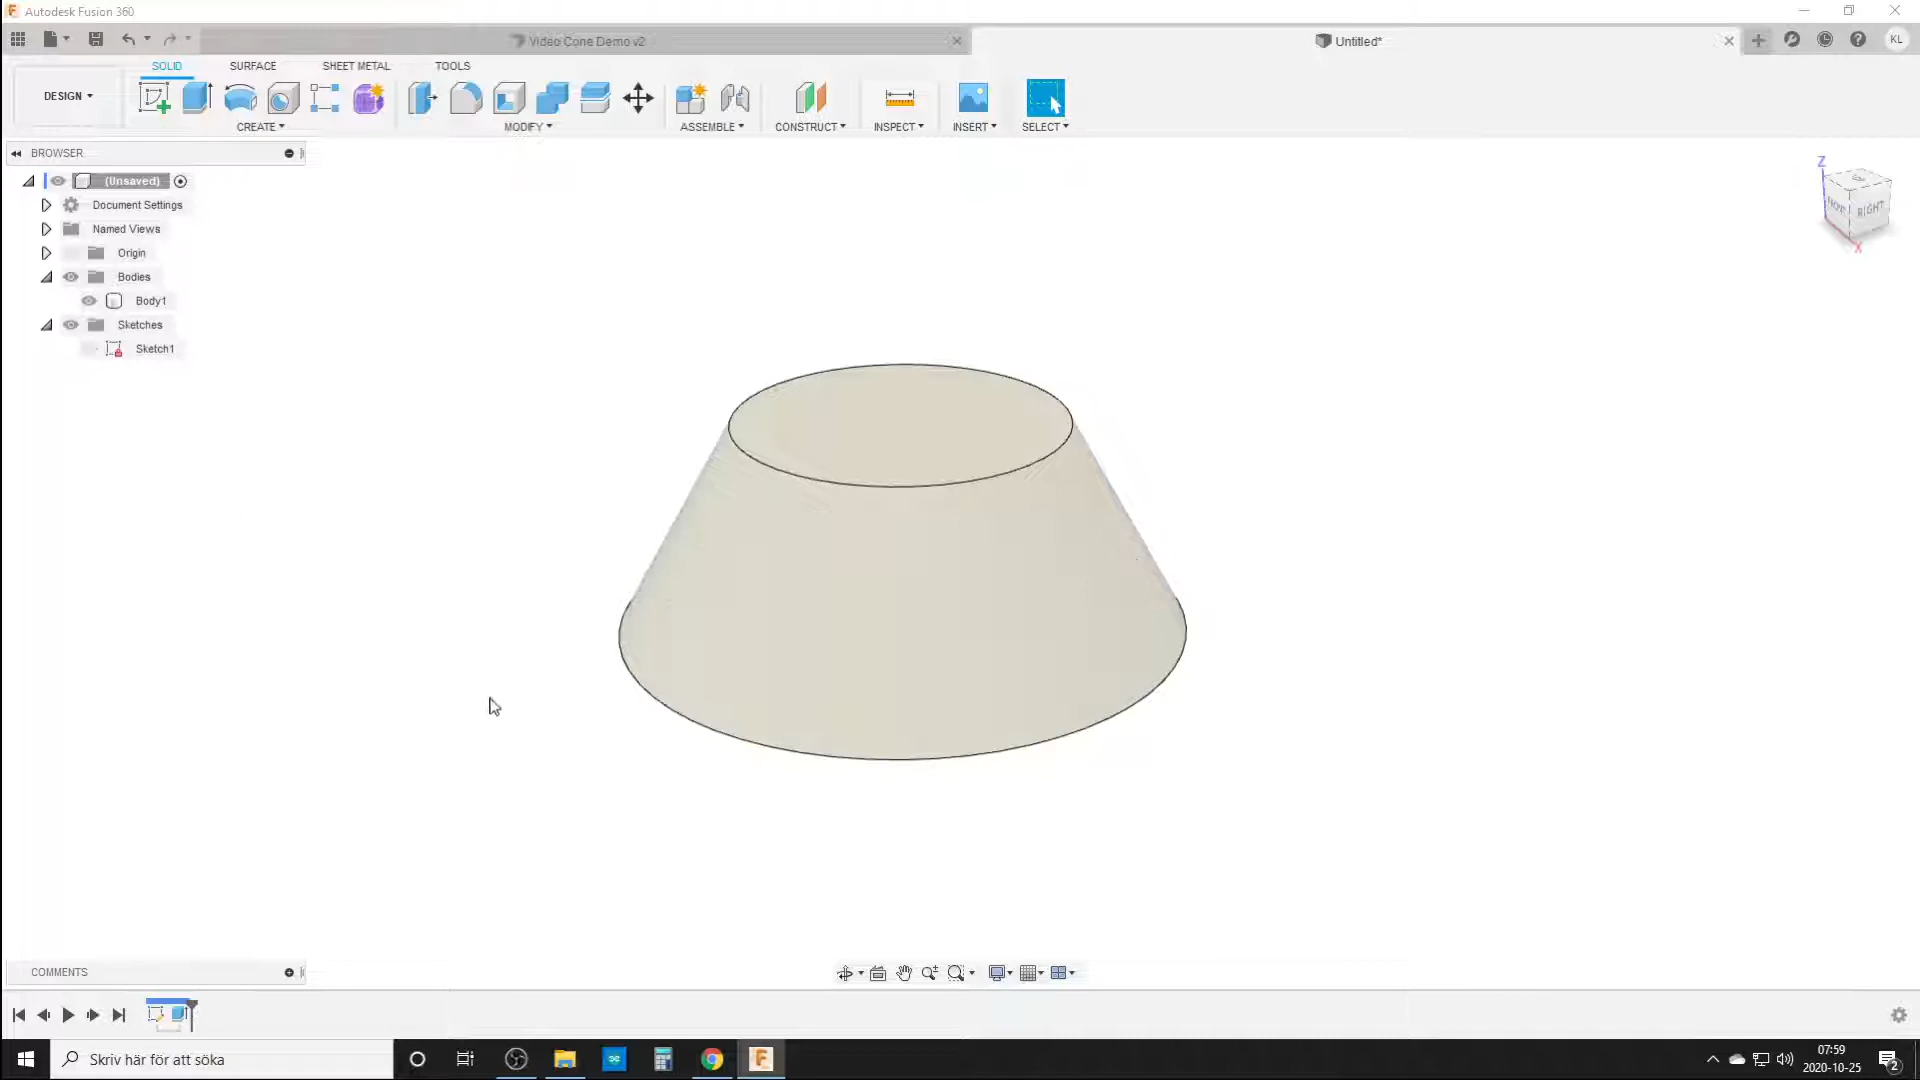 Autodesk Fusion 360
Video Cone Demo v2
Untitled*
KL
DESIGN
SOLID
SURFACE
SHEET METAL
TOOLS
CREATE
MODIFY
ASSEMBLE
CONSTRUCT
INSPECT
INSERT
SELECT
BROWSER
(Unsaved)
Document Settings
Named Views
Origin
Bodies
Body1
Sketches
Sketch1
Z
RIGHT
X
COMMENTS
Skriv här för att söka
07:59
2020-10-25
2